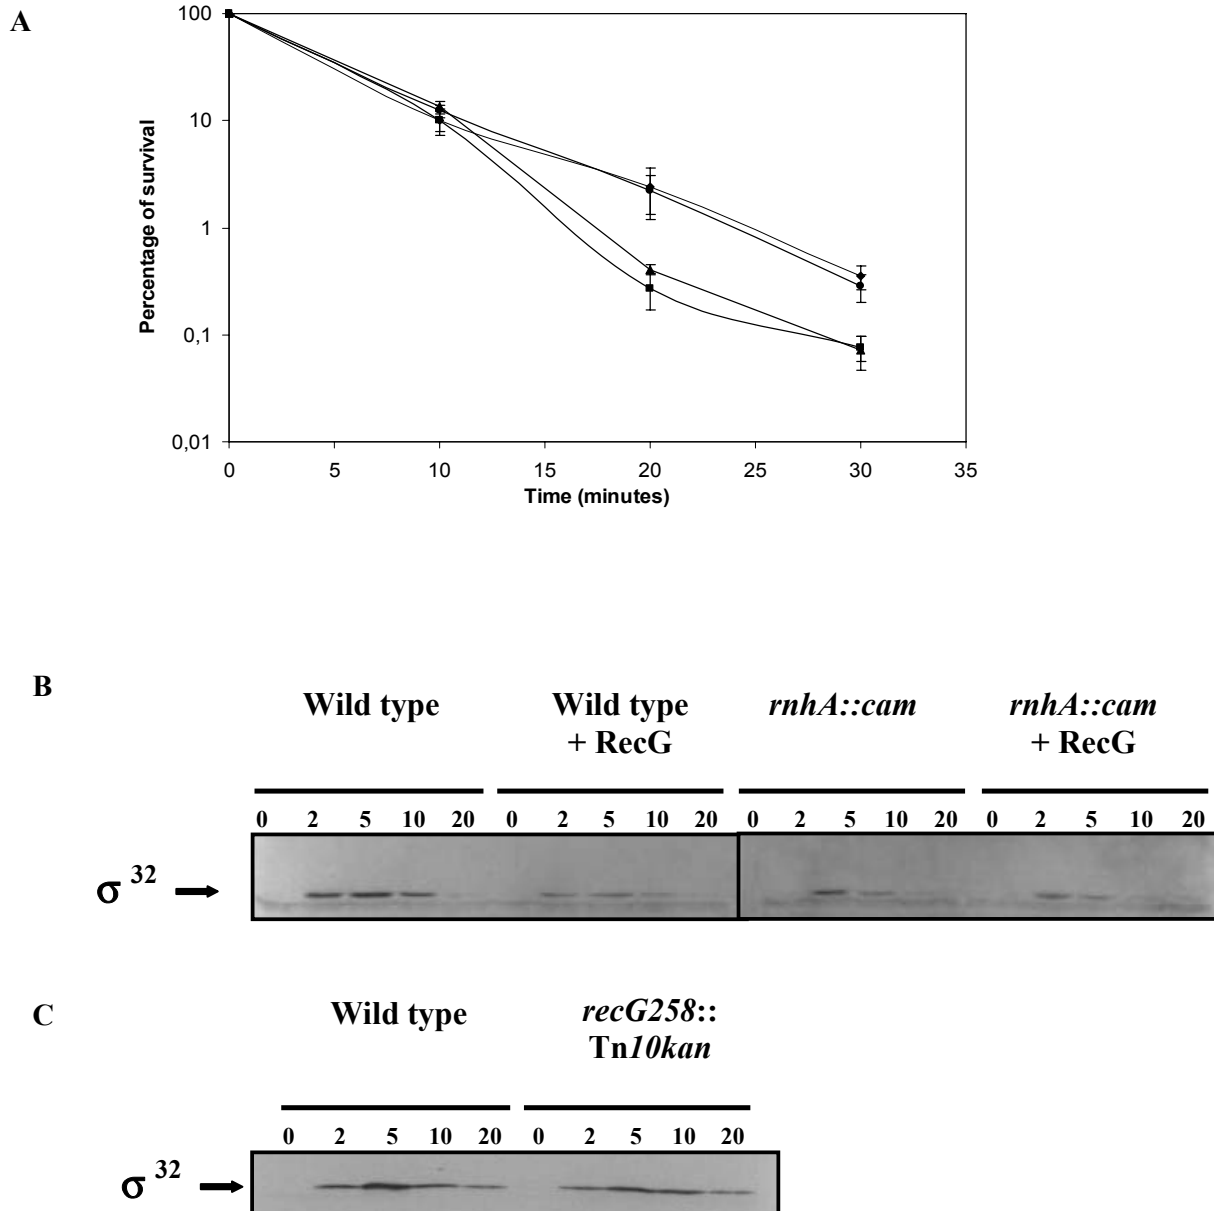 A
100
10
1
0,1
0,01
Percentage of survival
0 5 10 15 20 25 30 35
Time (minutes)
B
Wild type Wild type + RecG rnhA::cam rnhA::cam + RecG
0 2 5 10 20 0 2 5 10 20 0 2 5 10 20 0 2 5 10 20
σ 32
C
Wild type recG258:: Tn10kan
0 2 5 10 20 0 2 5 10 20
σ 32